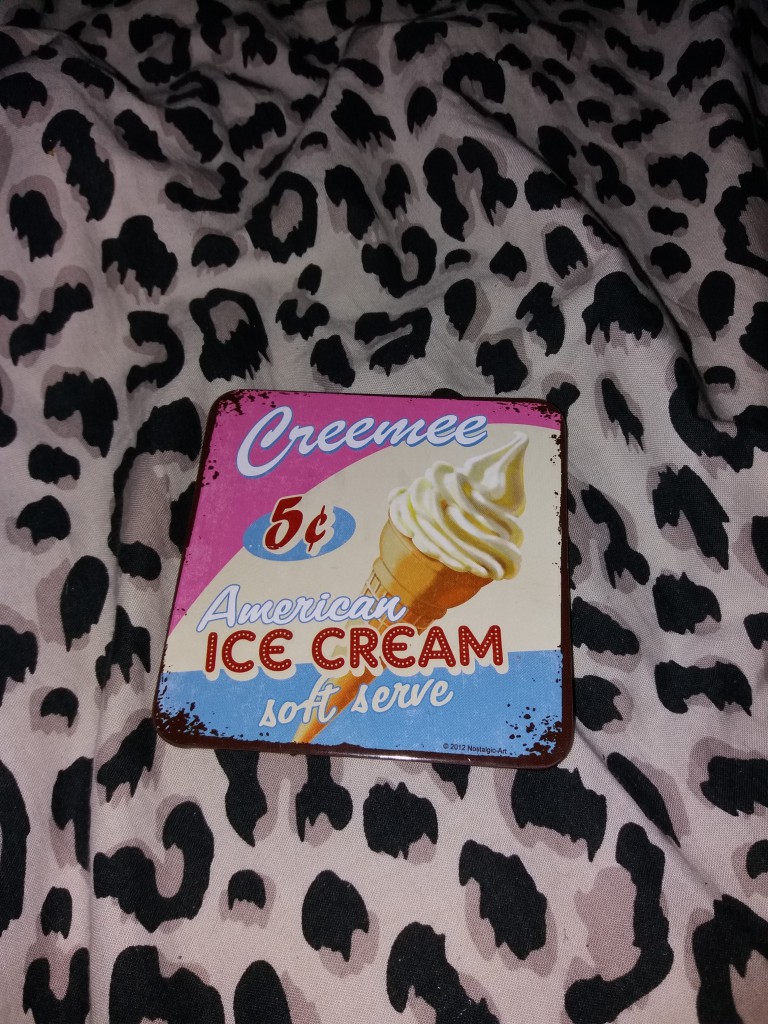 Creemee
5¢
American
ICE CREAM
soft serve
© 2012 Nostalgic-Art